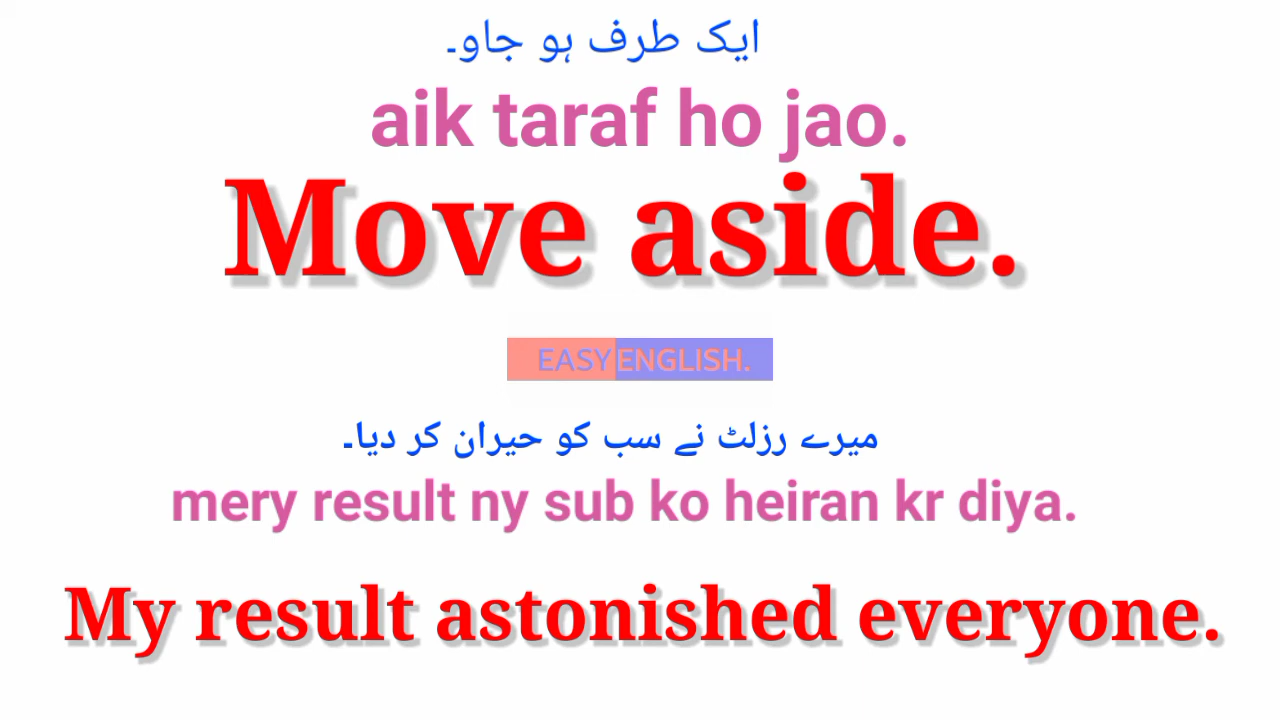 ایک طرف ہو جاو۔
aik taraf ho jao.
Move aside.
EASY ENGLISH.
میرے رزلٹ نے سب کو حیران کر دیا۔
mery result ny sub ko heiran kr diya.
My result astonished everyone.